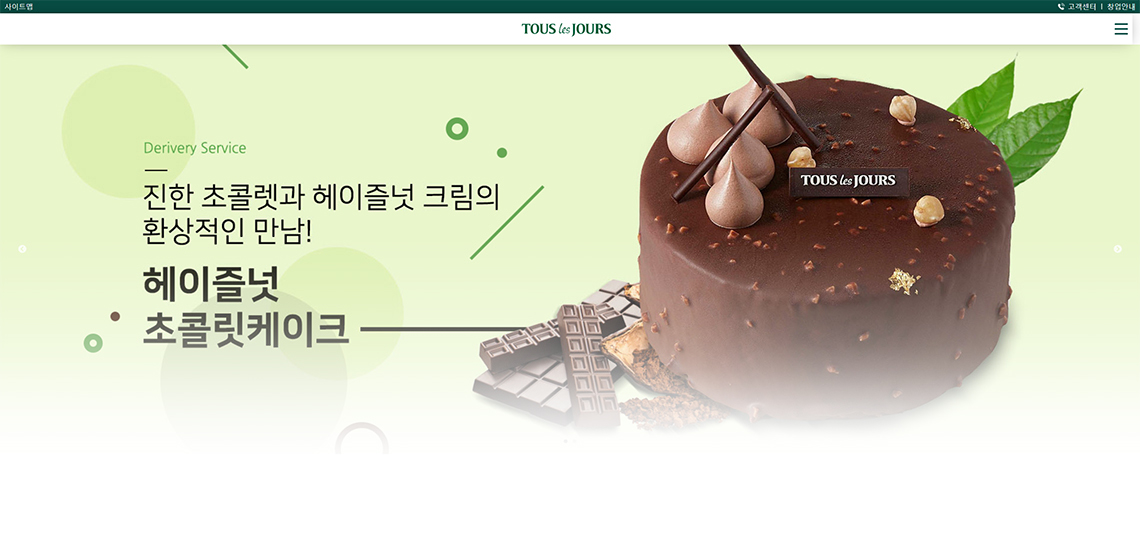 사이트맵
고객센터 | 창업안내
TOUS les JOURS
Derivery Service
진한 초콜렛과 헤이즐넛 크림의
환상적인 만남!
헤이즐넛
초콜릿케이크
TOUS les JOURS